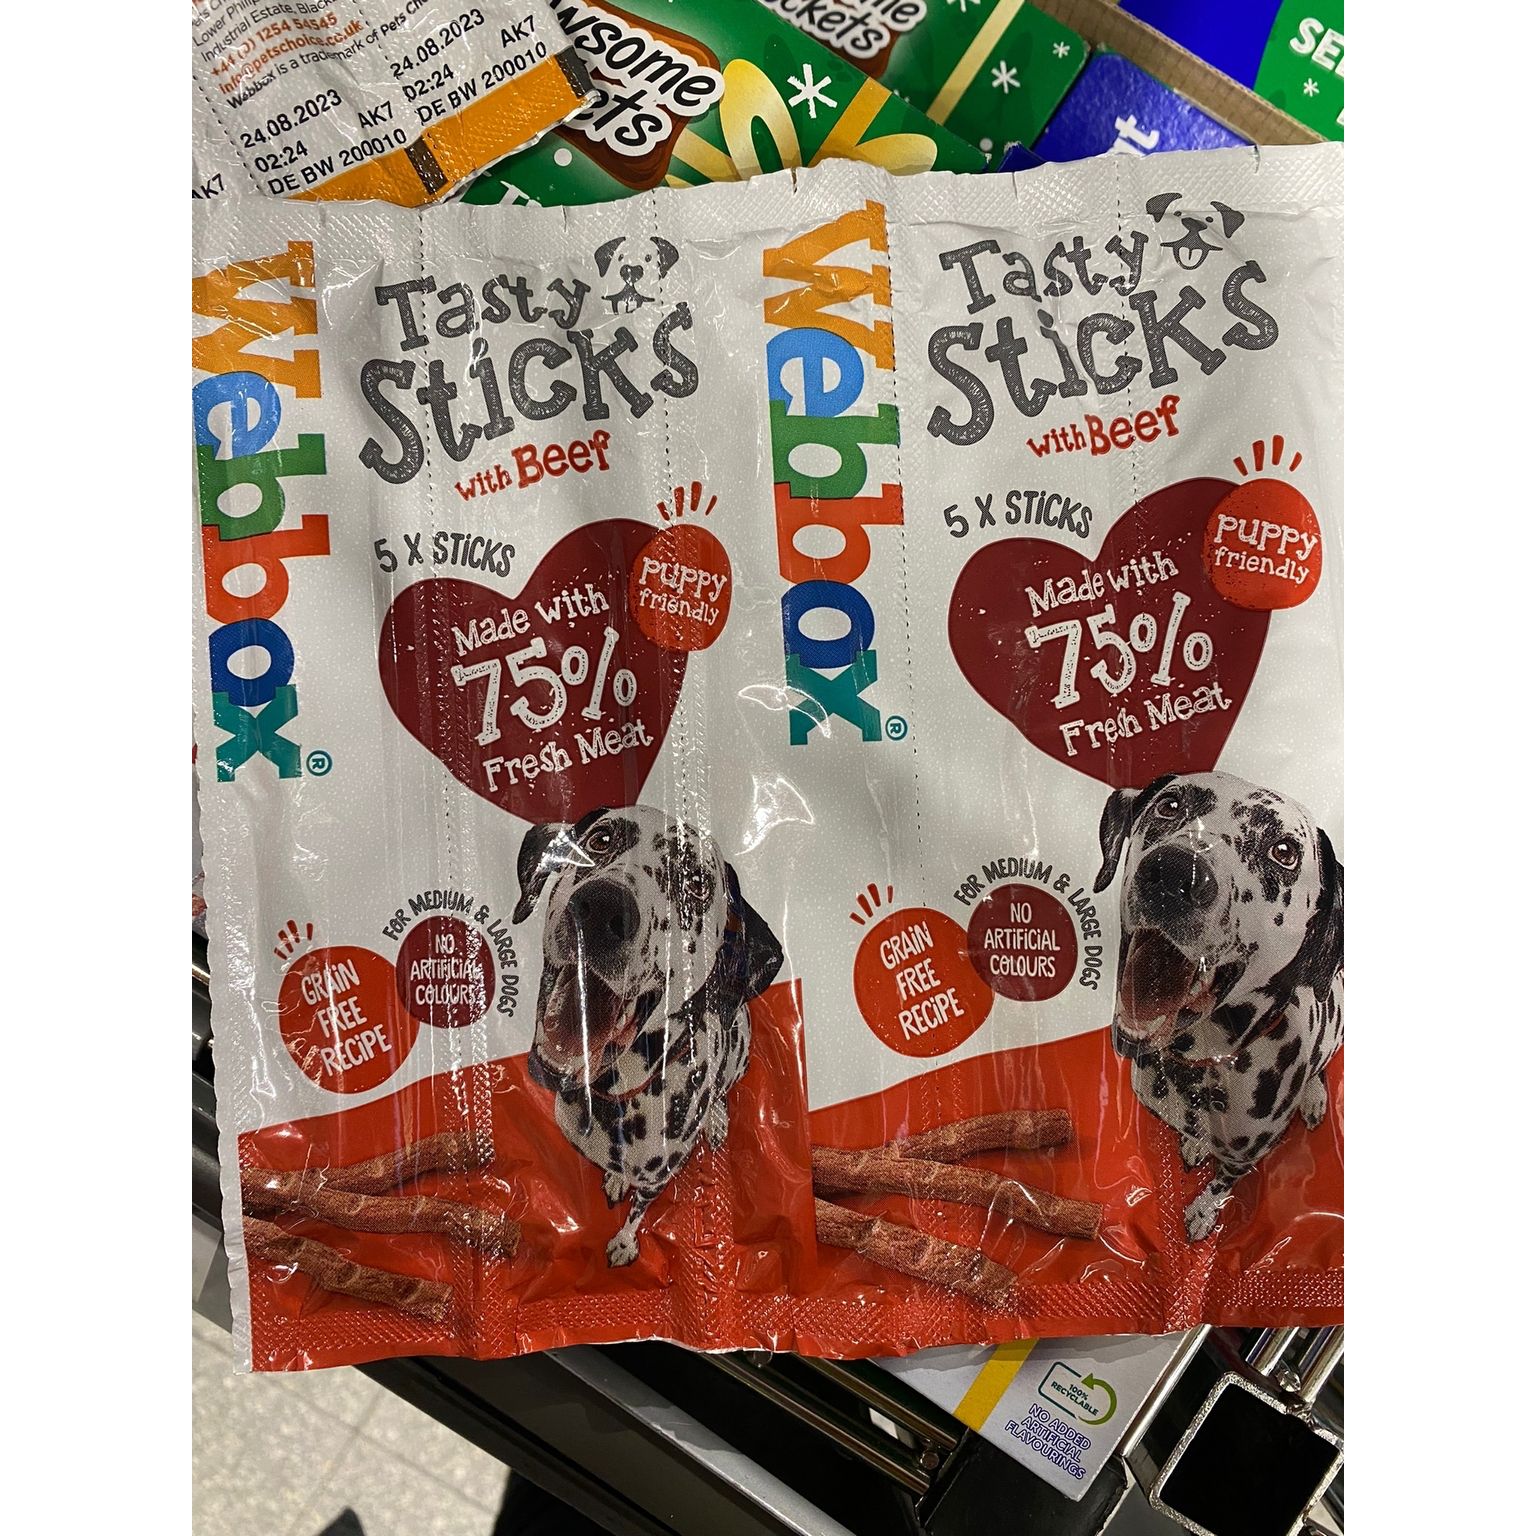 Industrial Estate, Black
+44 (0) 1254 54545
info@petschoice.co.uk
Webbox is a trademark of Pets Cho
24.08.2023
02:24
AK7
DE BW 200010
24.08.2023
02:24
AK7
DE BW 200010
AK7
wsome
ckets
Webbox®
Tasty
Sticks
with Beef
5 X STiCKS
puppy
friendly
Made with
75%
Fresh Meat
FOR MEDIUM & LARGE DOGS
GRAIN
FREE
RECiPE
NO
ARTiFiCiAL
COLOURS
Webbox®
Tasty
Sticks
with Beef
5 X STiCKS
puppy
friendly
Made with
75%
Fresh Meat
FOR MEDIUM & LARGE DOGS
GRAIN
FREE
RECiPE
NO
ARTiFiCiAL
COLOURS
100%
RECYCLABLE
NO ADDED
ARTIFICIAL
FLAVOURINGS